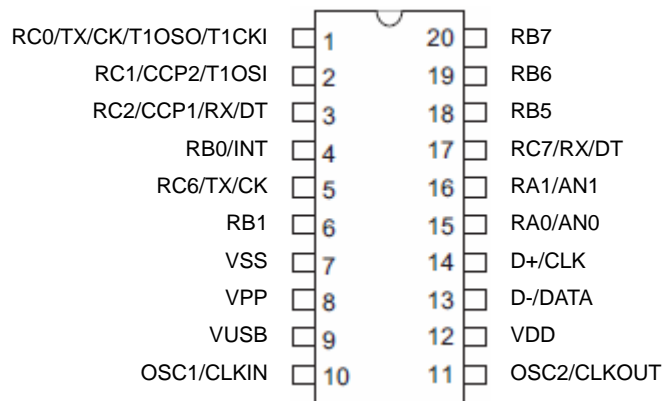 RC0/TX/CK/T1OSO/T1CKI 1 20 RB7
RC1/CCP2/T1OSI 2 19 RB6
RC2/CCP1/RX/DT 3 18 RB5
RB0/INT 4 17 RC7/RX/DT
RC6/TX/CK 5 16 RA1/AN1
RB1 6 15 RA0/AN0
VSS 7 14 D+/CLK
VPP 8 13 D-/DATA
VUSB 9 12 VDD
OSC1/CLKIN 10 11 OSC2/CLKOUT